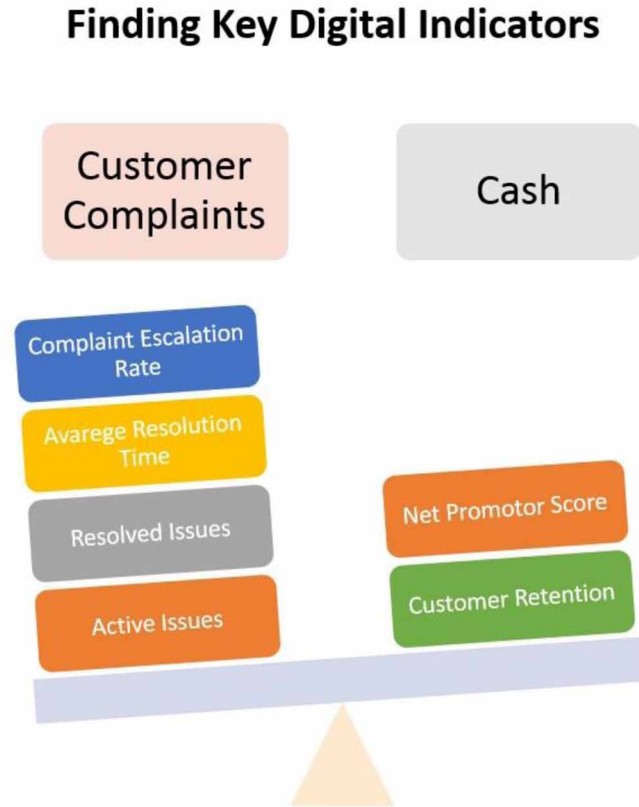 Finding Key Digital Indicators
Customer
Complaints
Cash
Complaint Escalation
Rate
Avarege Resolution
Time
Resolved Issues
Active Issues
Net Promotor Score
Customer Retention